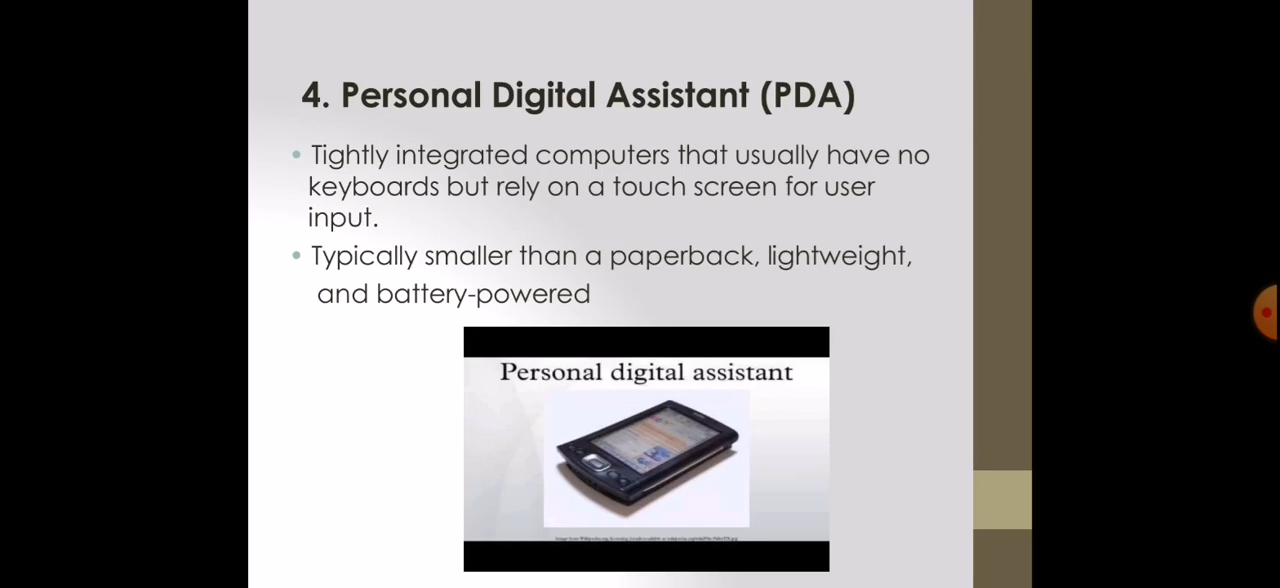 4. Personal Digital Assistant (PDA)
• Tightly integrated computers that usually have no
keyboards but rely on a touch screen for user
input.
• Typically smaller than a paperback, lightweight,
and battery-powered
Personal digital assistant